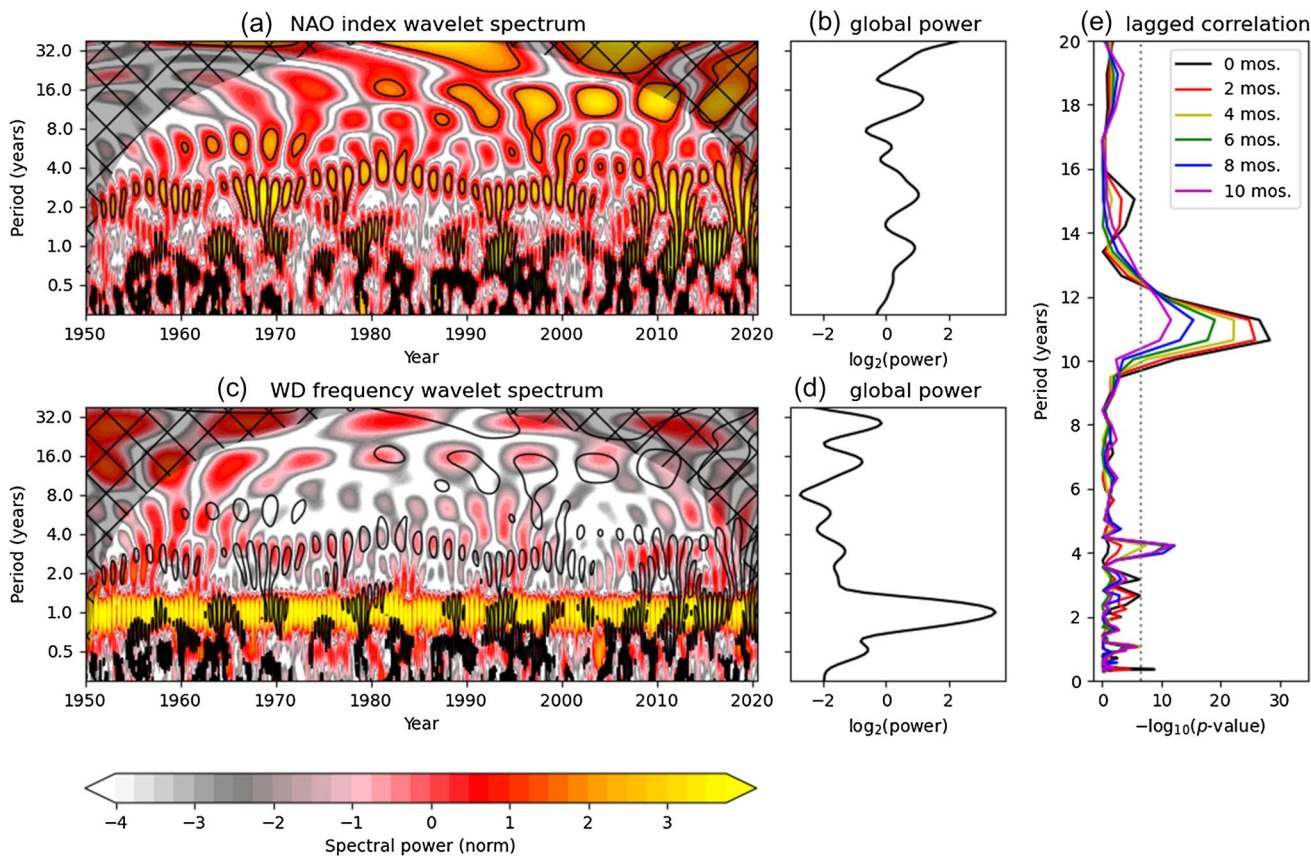 (a) NAO index wavelet spectrum
(b) global power
(e) lagged correlation
Period (years)
32.0
16.0
8.0
4.0
2.0
1.0
0.5
1950 1960 1970 1980 1990 2000 2010 2020
Year
−2 0 2
log2(power)
(c) WD frequency wavelet spectrum
(d) global power
Period (years)
32.0
16.0
8.0
4.0
2.0
1.0
0.5
1950 1960 1970 1980 1990 2000 2010 2020
Year
−2 0 2
log2(power)
Period (years)
20
18
16
14
12
10
8
6
4
2
0
0 10 20 30
−log10(p-value)
0 mos.
2 mos.
4 mos.
6 mos.
8 mos.
10 mos.
−4 −3 −2 −1 0 1 2 3
Spectral power (norm)